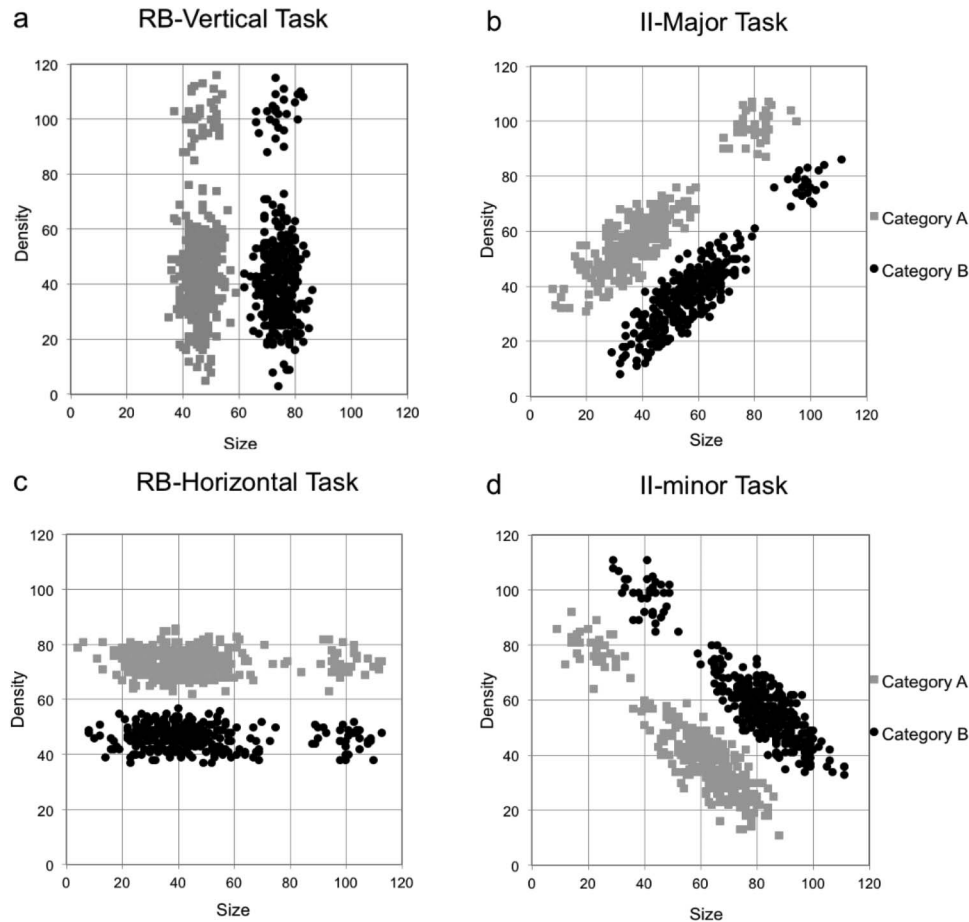 a RB-Vertical Task
120
100
80
60
40
20
0
Density
0 20 40 60 80 100 120
Size
b II-Major Task
120
100
80
60
40
20
0
Density
0 20 40 60 80 100 120
Size
Category A
Category B
c RB-Horizontal Task
120
100
80
60
40
20
0
Density
0 20 40 60 80 100 120
Size
d II-minor Task
120
100
80
60
40
20
0
Density
0 20 40 60 80 100 120
Size
Category A
Category B